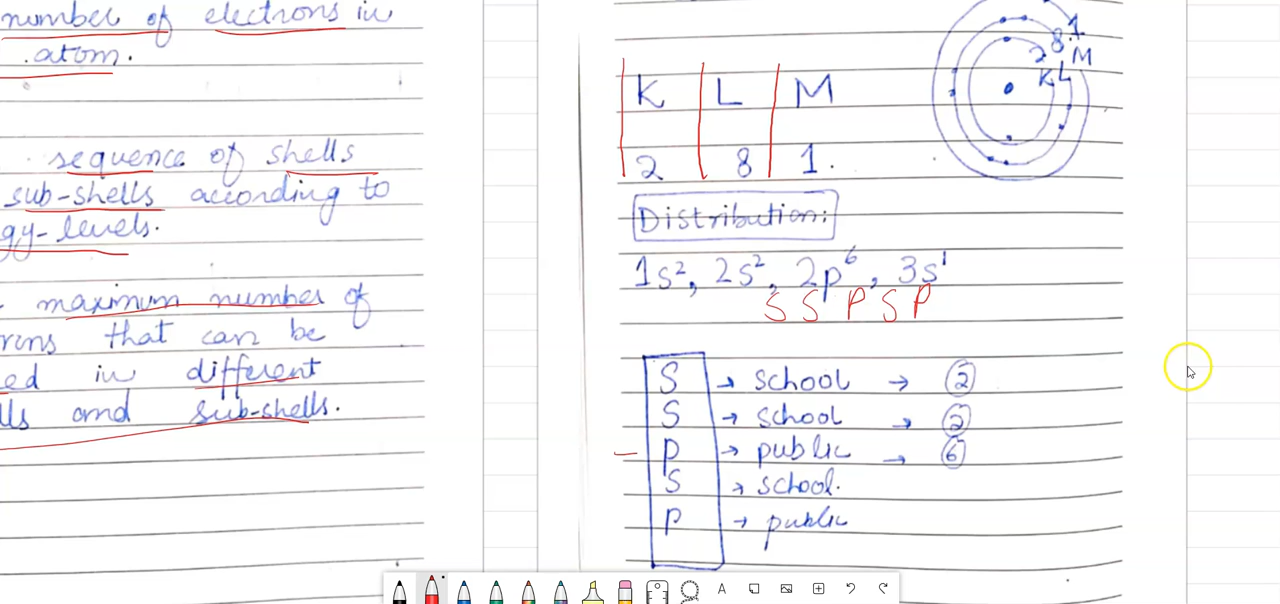 number of electrons in
atom.
sequence of shells
sub-shells according to
gy-levels.
maximum number of
rons that can be
ed in different
lls and sub-shells.
2 8 1
K L M
K L M
2 8 1.
Distribution:
1s², 2s², 2p⁶, 3s¹
S S P S P
S → school → 2
S → school → 2
P → public → 6
S → school.
P → public
A